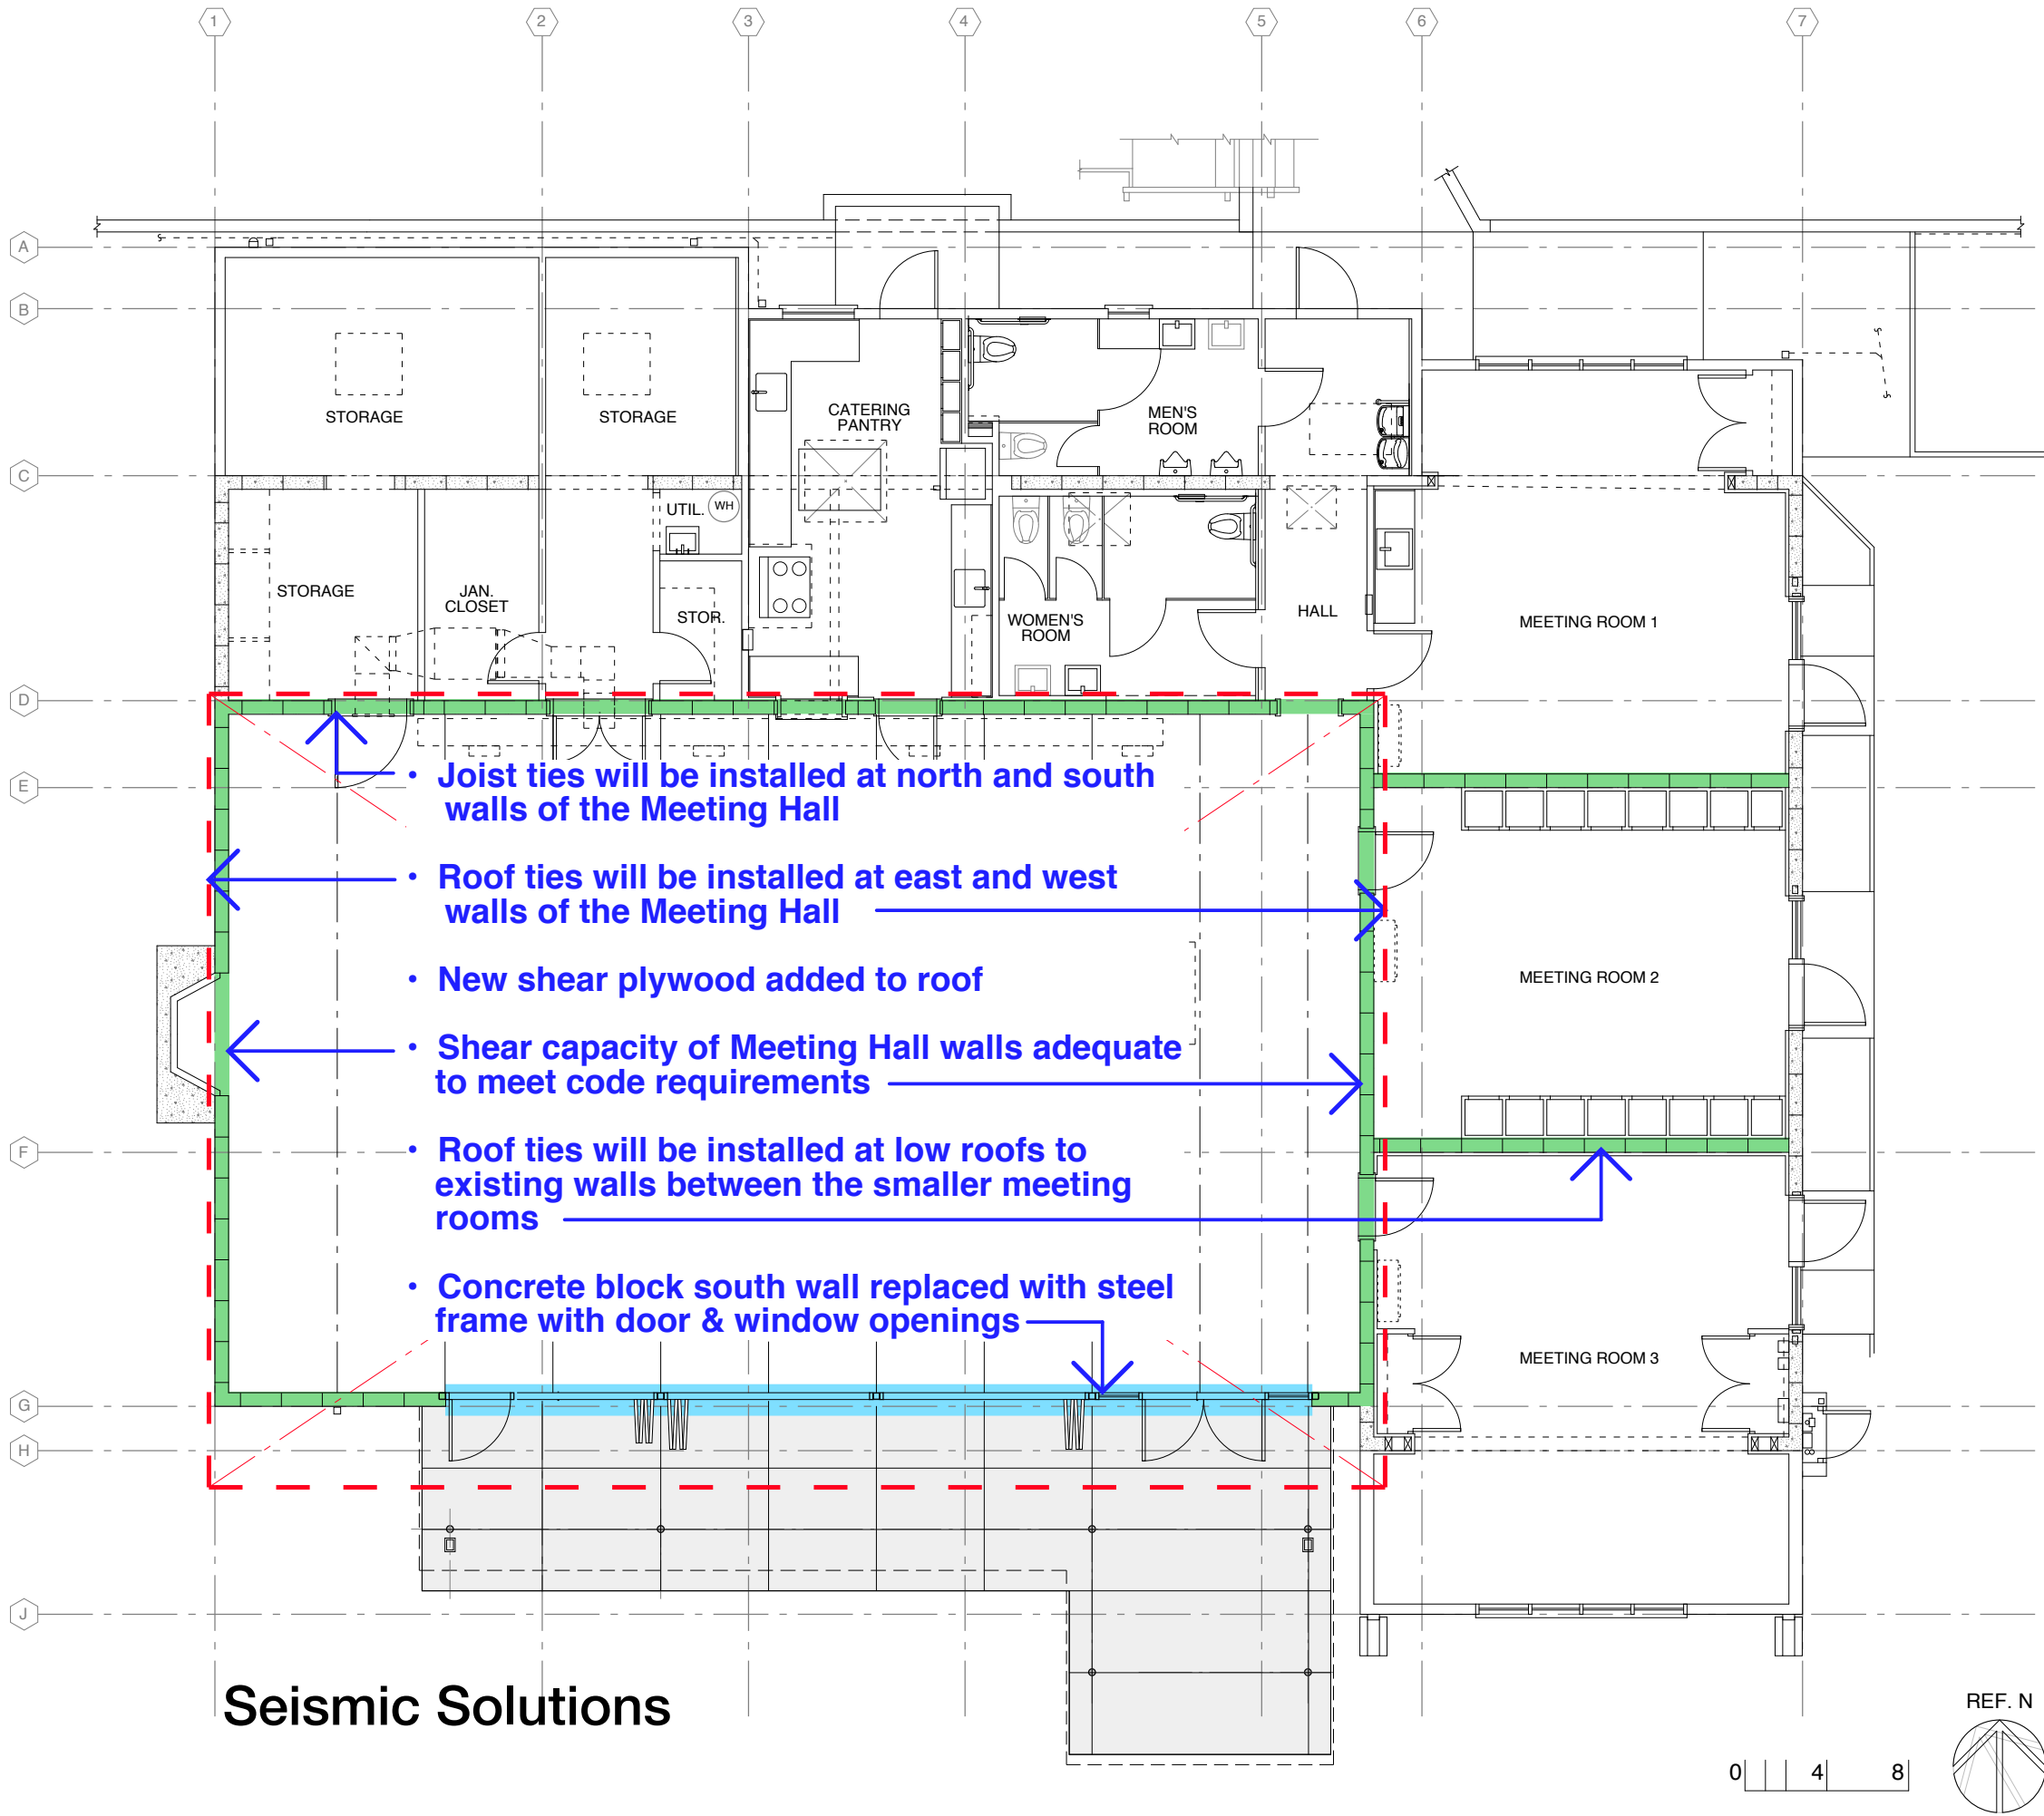 1 2 3 4 5 6 7
A
B
STORAGE
STORAGE
CATERING
PANTRY
MEN'S
ROOM
C
UTIL.
WH
STORAGE
JAN.
CLOSET
STOR.
WOMEN'S
ROOM
HALL
MEETING ROOM 1
D
E
• Joist ties will be installed at north and south
walls of the Meeting Hall
• Roof ties will be installed at east and west
walls of the Meeting Hall
• New shear plywood added to roof
MEETING ROOM 2
• Shear capacity of Meeting Hall walls adequate
to meet code requirements
F
• Roof ties will be installed at low roofs to
existing walls between the smaller meeting
rooms
• Concrete block south wall replaced with steel
frame with door & window openings
MEETING ROOM 3
G
H
J
Seismic Solutions
REF. N
0 4 8